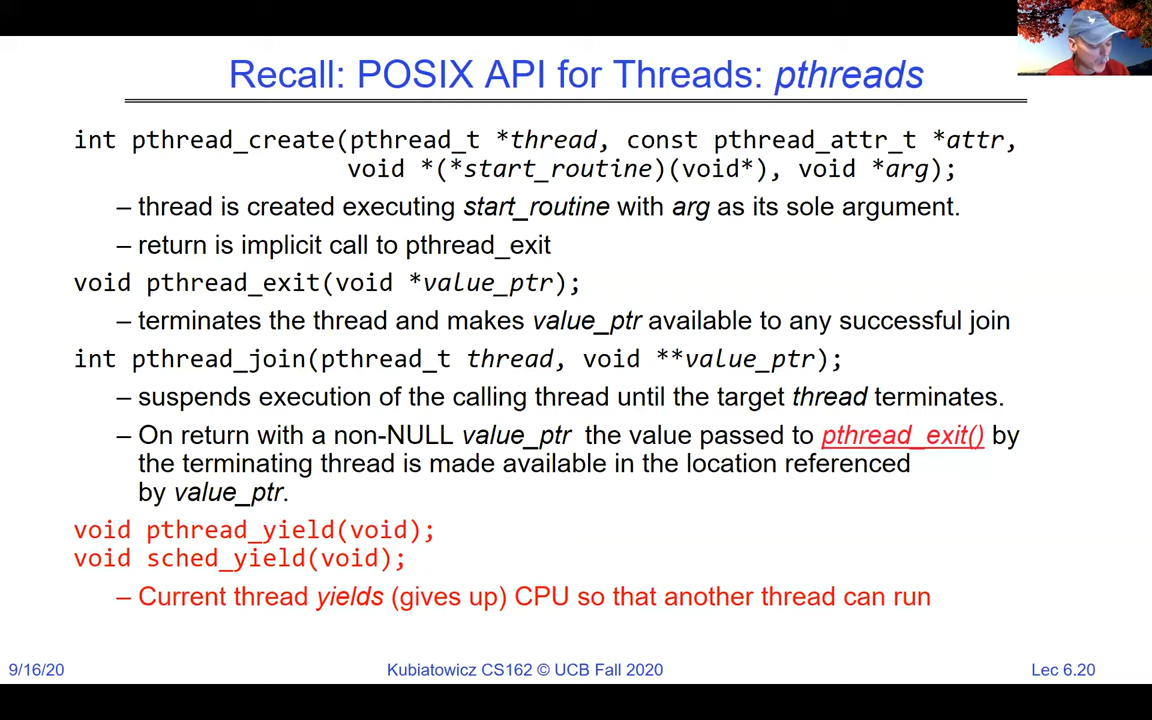 Recall: POSIX API for Threads: pthreads
int pthread_create(pthread_t *thread, const pthread_attr_t *attr,
void *(*start_routine)(void*), void *arg);
– thread is created executing start_routine with arg as its sole argument.
– return is implicit call to pthread_exit
void pthread_exit(void *value_ptr);
– terminates the thread and makes value_ptr available to any successful join
int pthread_join(pthread_t thread, void **value_ptr);
– suspends execution of the calling thread until the target thread terminates.
– On return with a non-NULL value_ptr the value passed to pthread_exit() by
the terminating thread is made available in the location referenced
by value_ptr.
void pthread_yield(void);
void sched_yield(void);
– Current thread yields (gives up) CPU so that another thread can run
9/16/20
Kubiatowicz CS162 © UCB Fall 2020
Lec 6.20